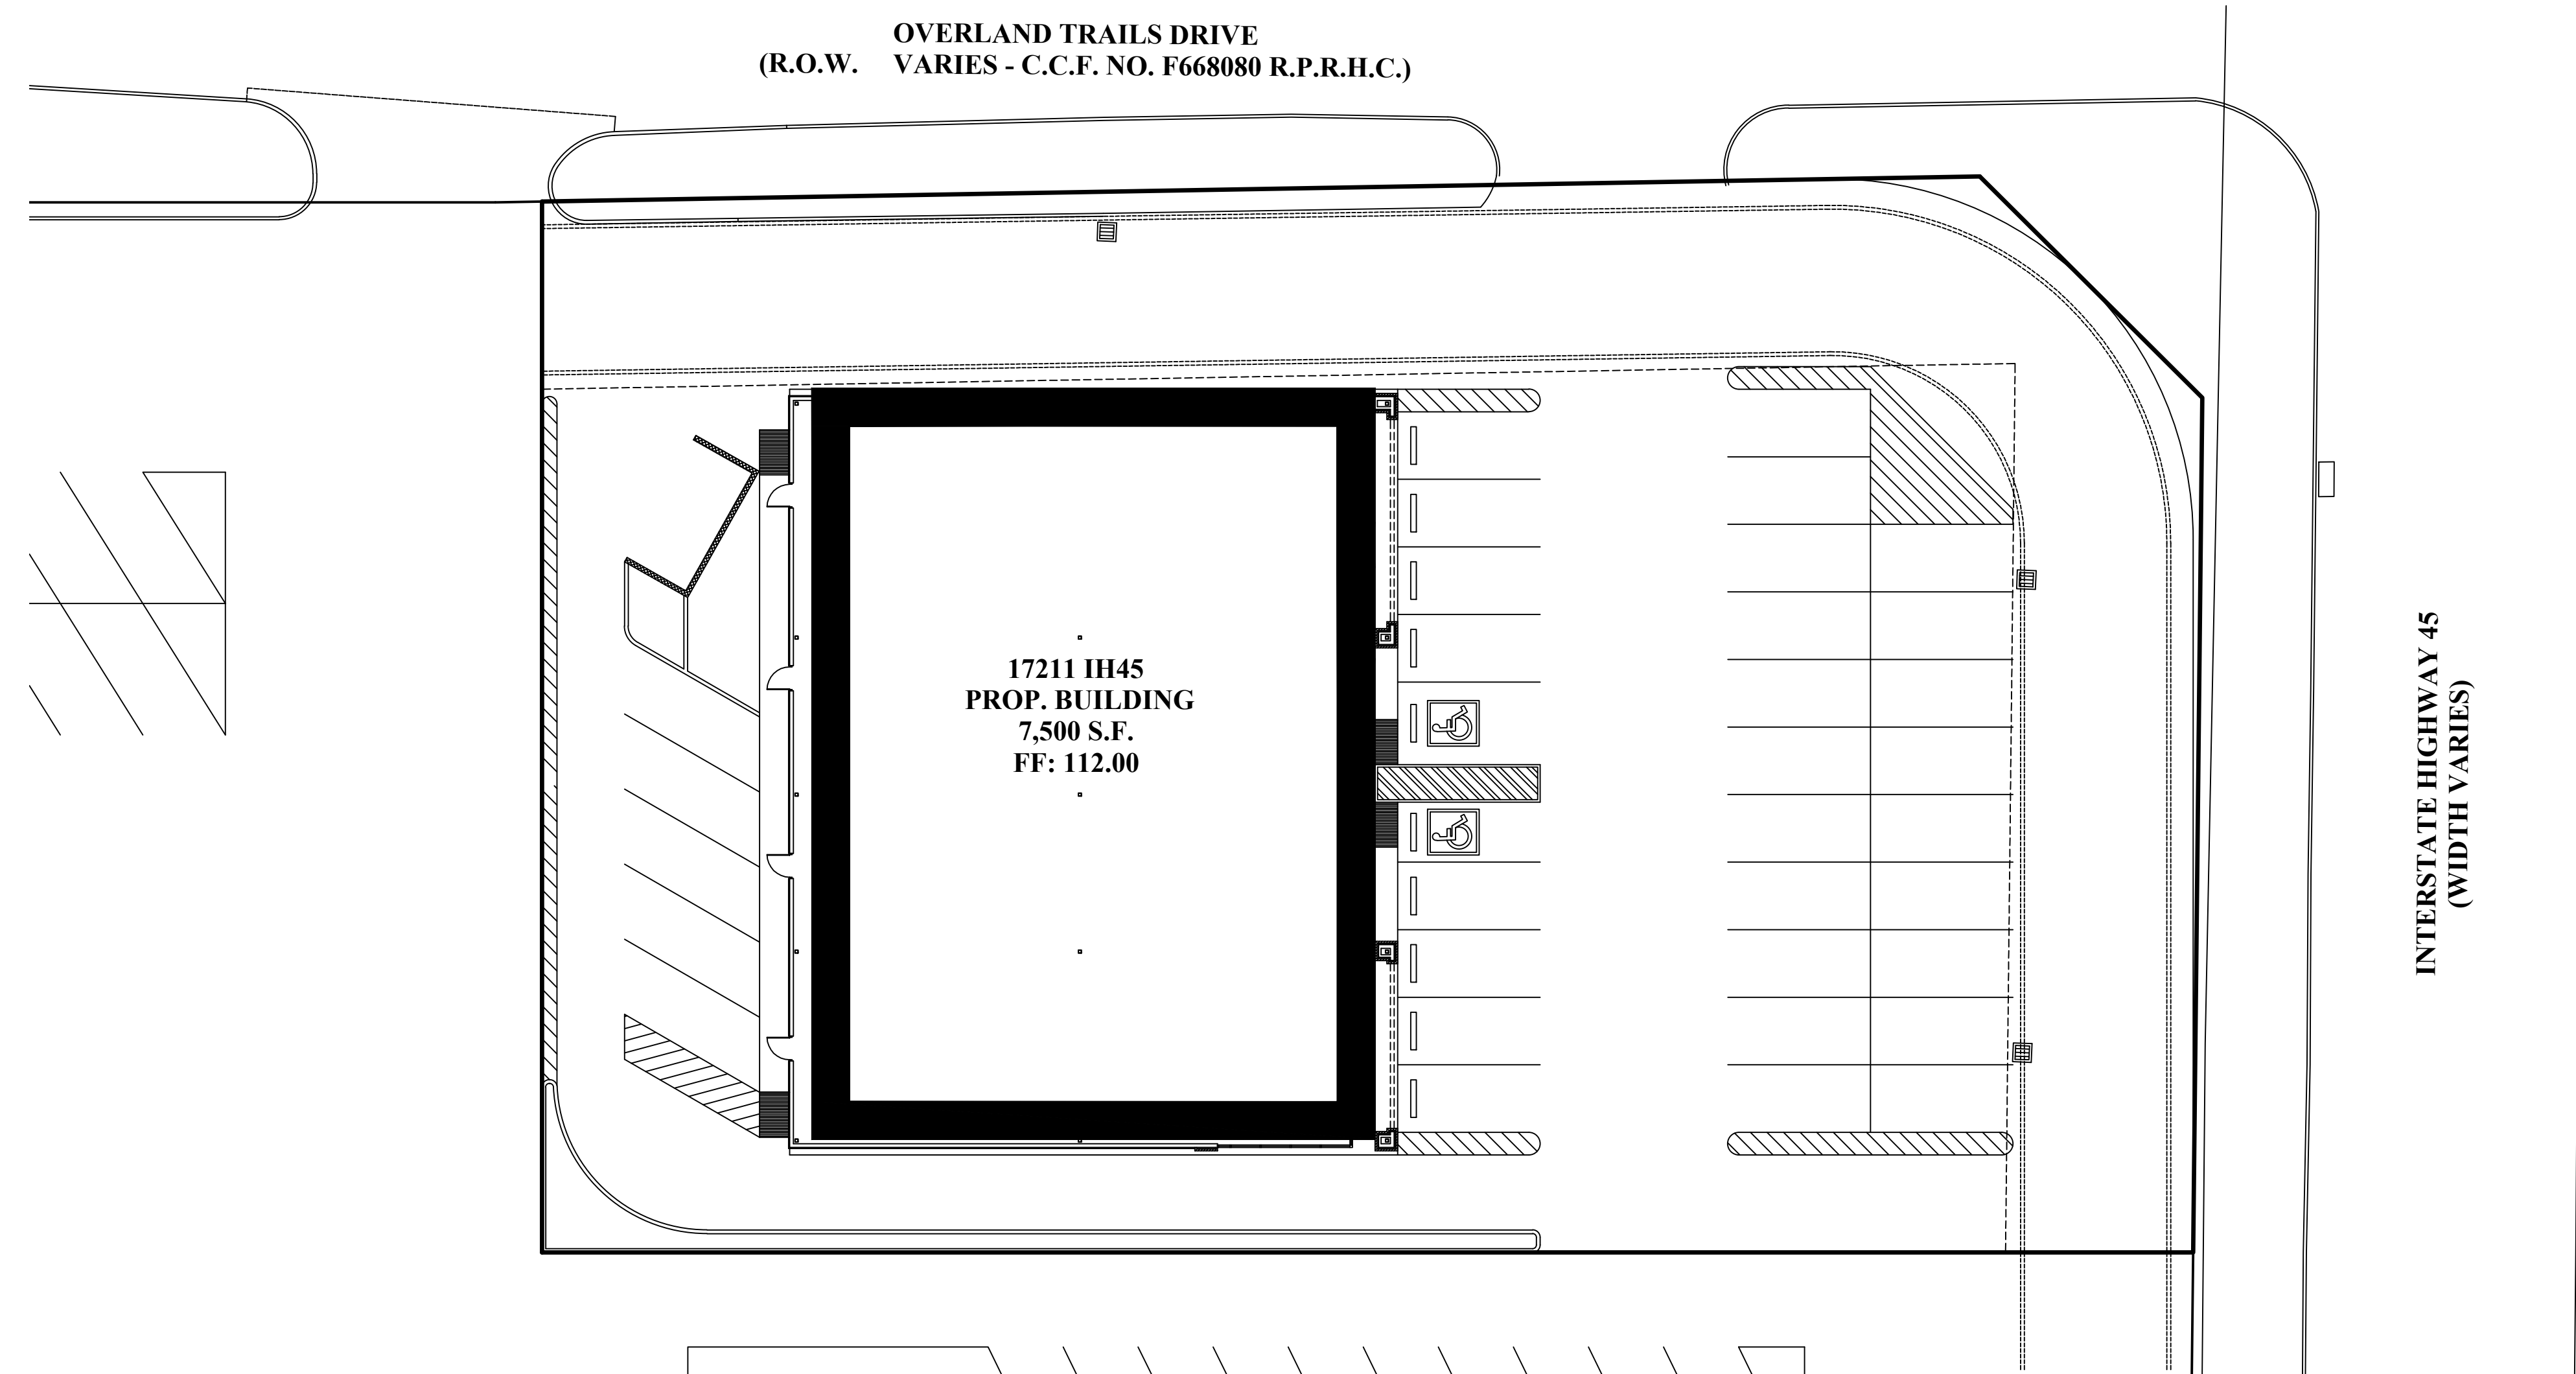 OVERLAND TRAILS DRIVE
(R.O.W. VARIES - C.C.F. NO. F668080 R.P.R.H.C.)
17211 IH45
PROP. BUILDING
7,500 S.F.
FF: 112.00
INTERSTATE HIGHWAY 45
(WIDTH VARIES)